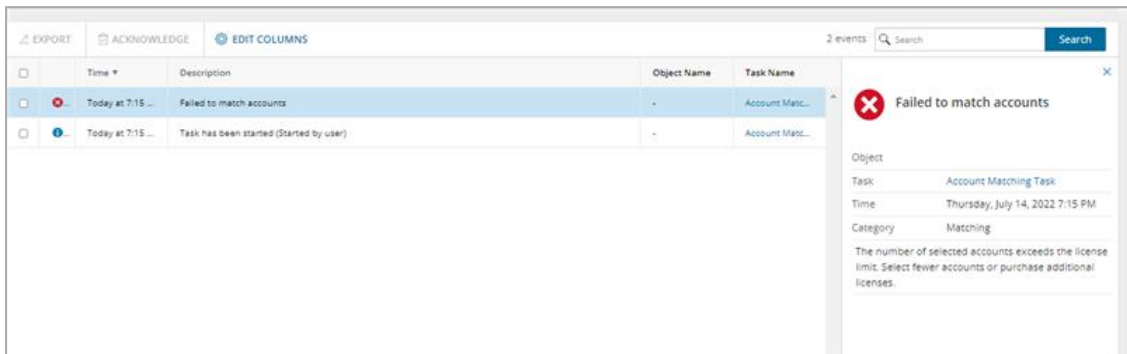 EXPORT ACKNOWLEDGE EDIT COLUMNS 2 events Search Search
Time Description Object Name Task Name
Today at 7:15 ... Failed to match accounts - Account Matc...
Today at 7:15 ... Task has been started (Started by user) - Account Matc...
Failed to match accounts
Object
Task Account Matching Task
Time Thursday, July 14, 2022 7:15 PM
Category Matching
The number of selected accounts exceeds the license
limit. Select fewer accounts or purchase additional
licenses.